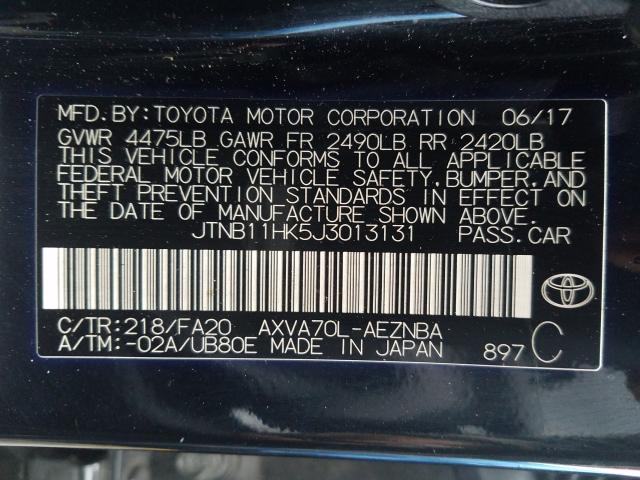 MFD.BY:TOYOTA MOTOR CORPORATION 06/17
GVWR 4475LB GAWR FR 2490LB RR 2420LB
THIS VEHICLE CONFORMS TO ALL APPLICABLE
FEDERAL MOTOR VEHICLE SAFETY,BUMPER,AND
THEFT PREVENTION STANDARDS IN EFFECT ON
THE DATE OF MANUFACTURE SHOWN ABOVE.
JTNB11HK5J3013131 PASS.CAR
C/TR:218/FA20 AXVA70L-AEZNBA
A/TM:-02A/UB80E MADE IN JAPAN 897 C